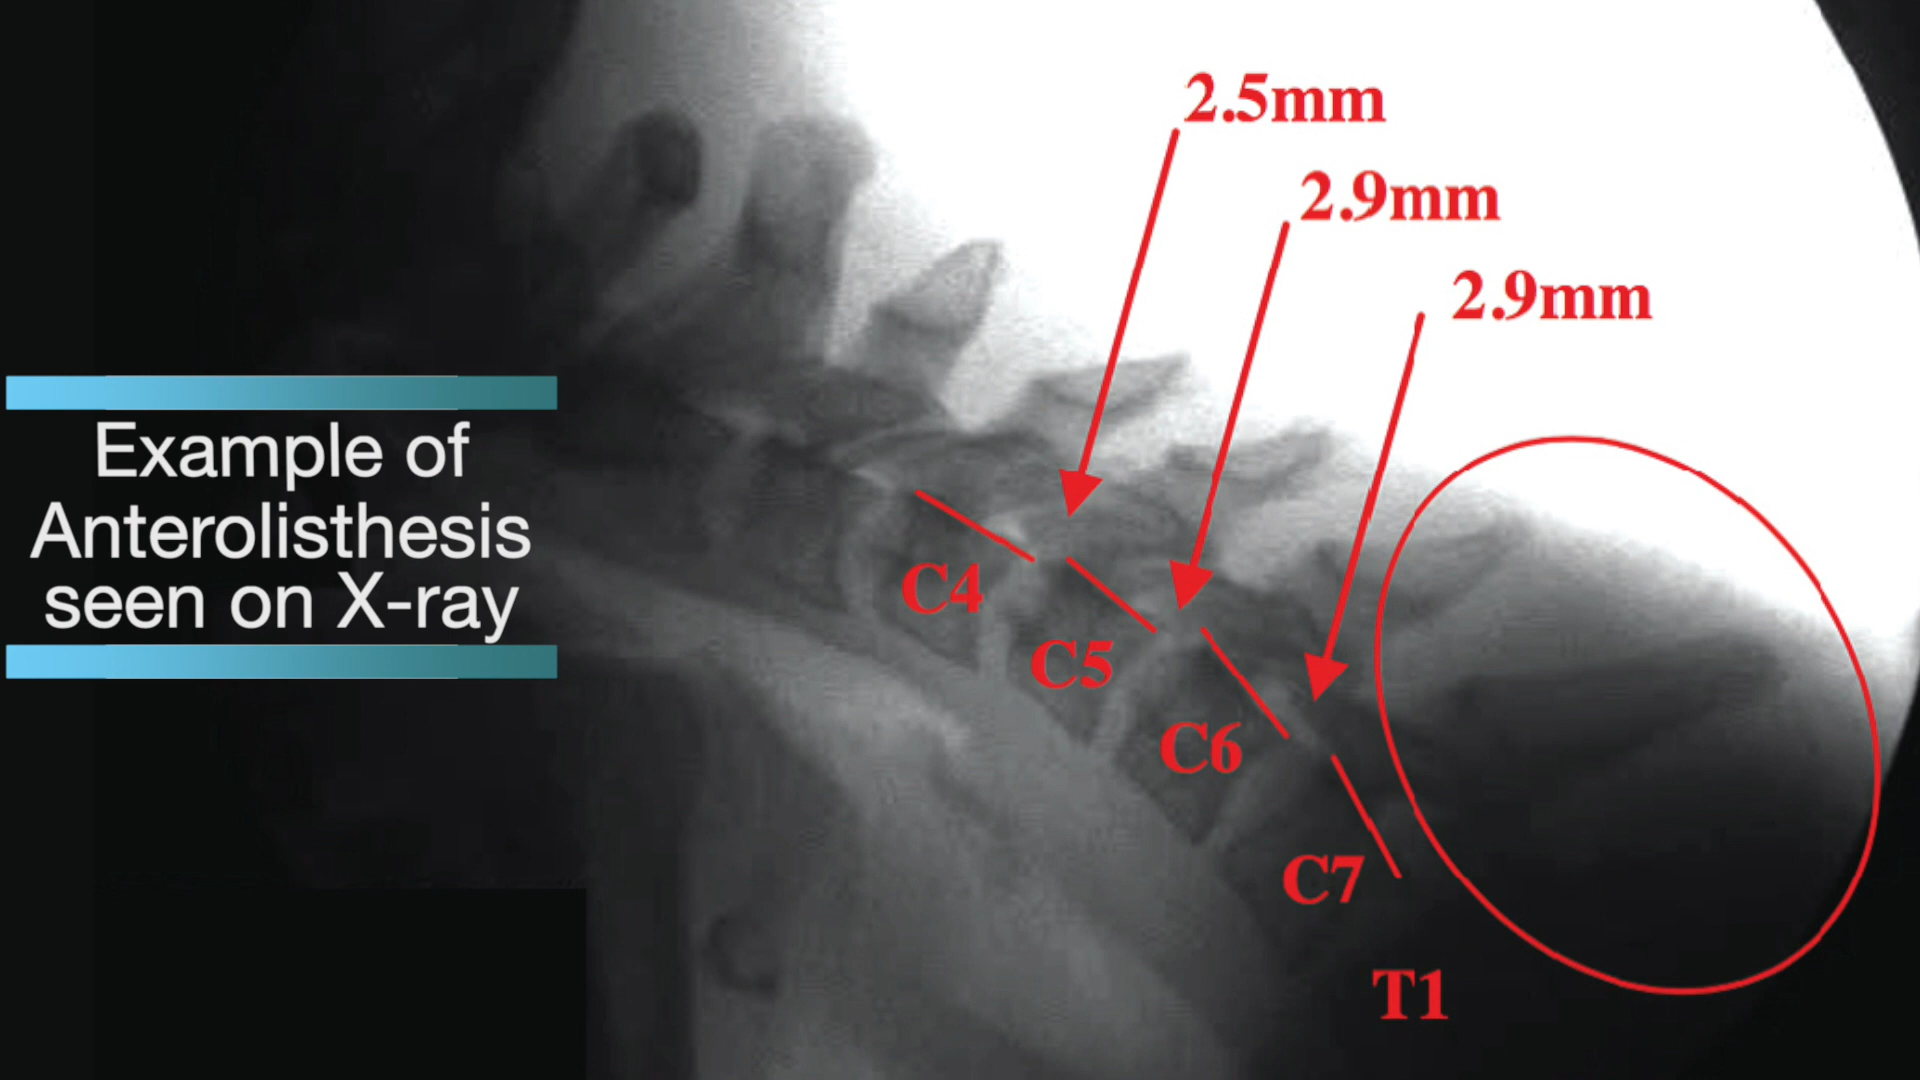 2.5mm
2.9mm
2.9mm
Example of
Anterolisthesis
seen on X-ray
C4
C5
C6
C7
T1